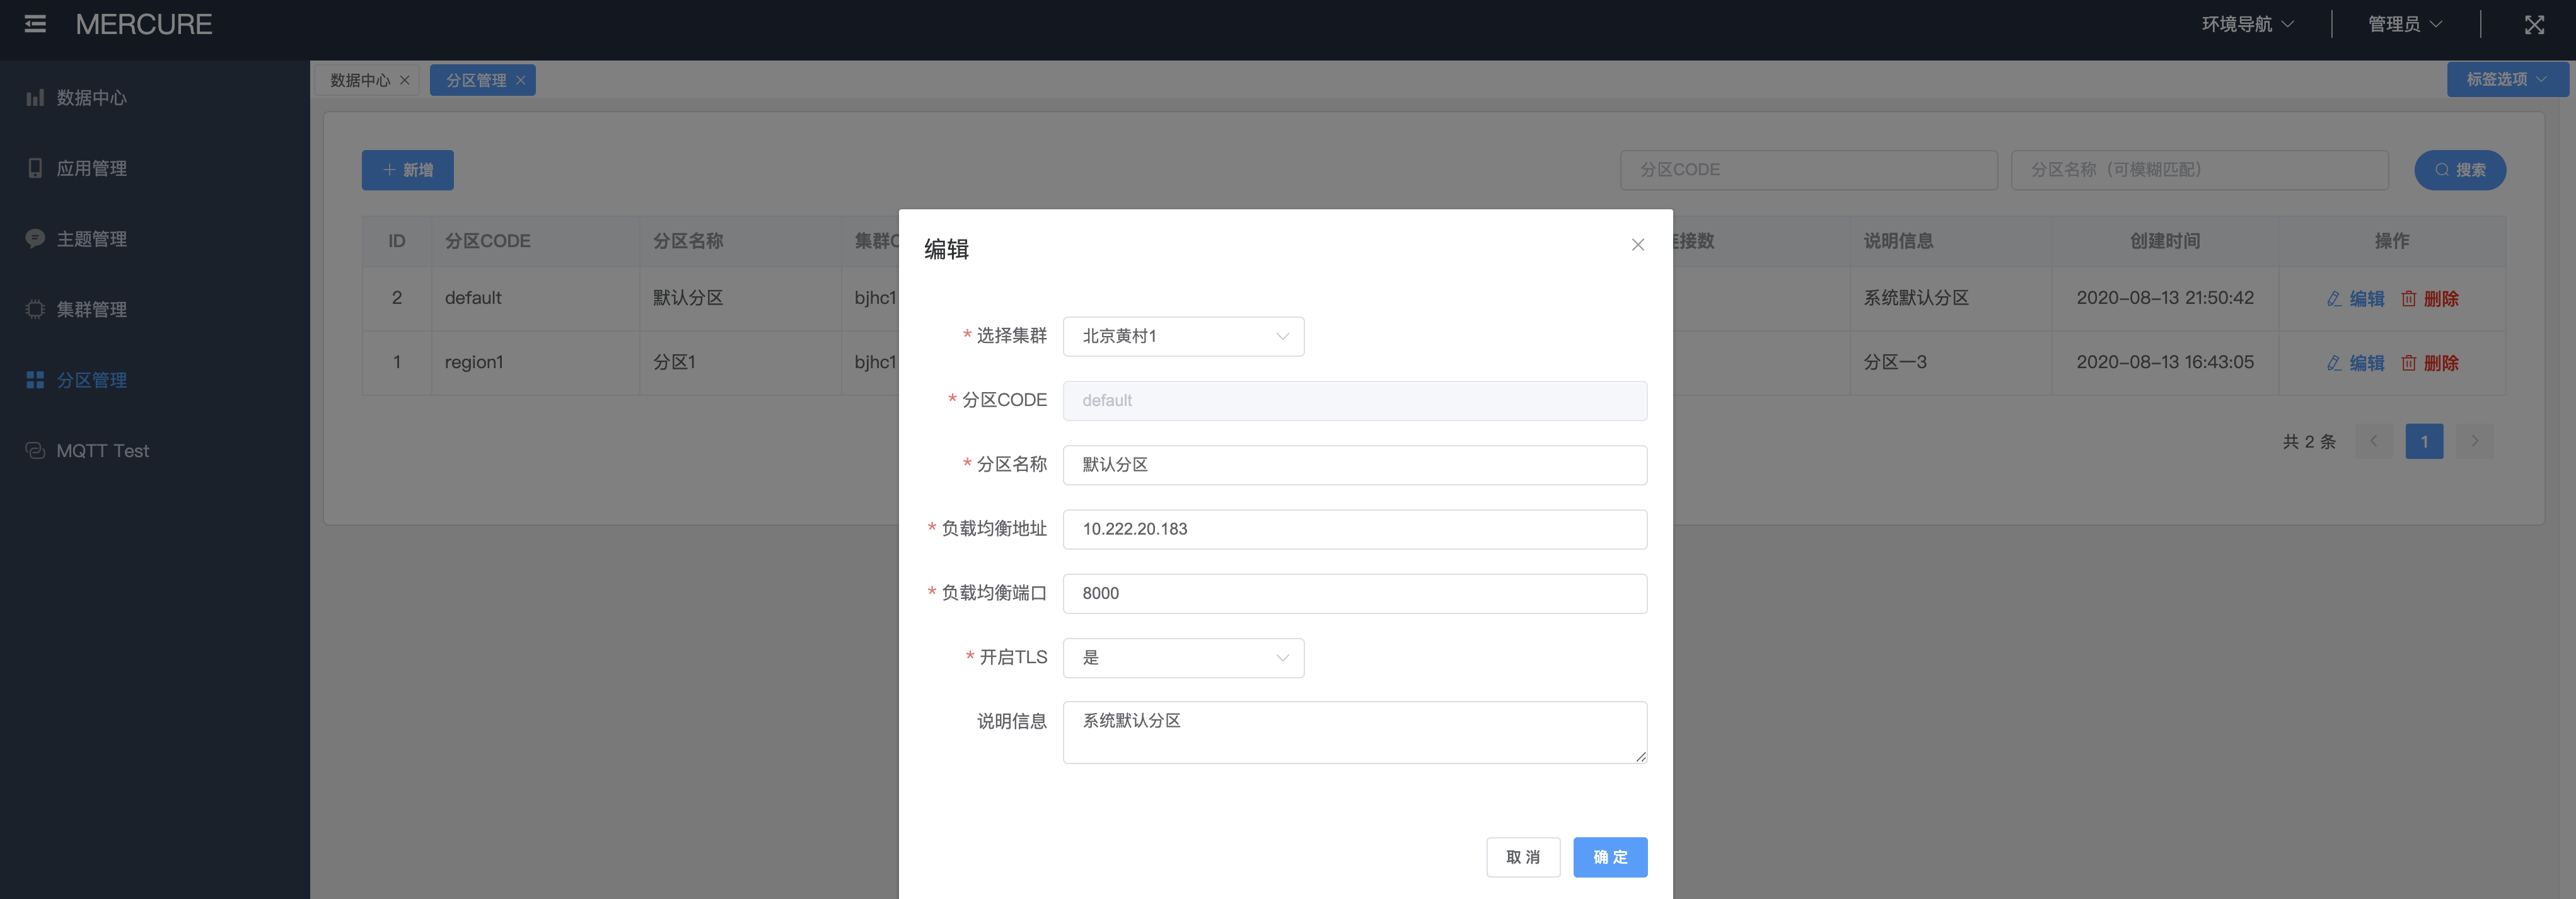 MERCURE
环境导航
管理员
数据中心
应用管理
主题管理
集群管理
分区管理
MQTT Test
数据中心
分区管理
标签选项
新增
分区CODE
分区名称（可模糊匹配）
搜索
ID 分区CODE 分区名称 说明信息 创建时间 操作
2 default 默认分区 bjhc1 系统默认分区 2020-08-13 21:50:42 编辑 删除
1 region1 分区1 bjhc1 分区一3 2020-08-13 16:43:05 编辑 删除
共 2 条 1
编辑
* 选择集群 北京黄村1
* 分区CODE default
* 分区名称 默认分区
* 负载均衡地址 10.222.20.183
* 负载均衡端口 8000
* 开启TLS 是
说明信息 系统默认分区
取 消
确 定